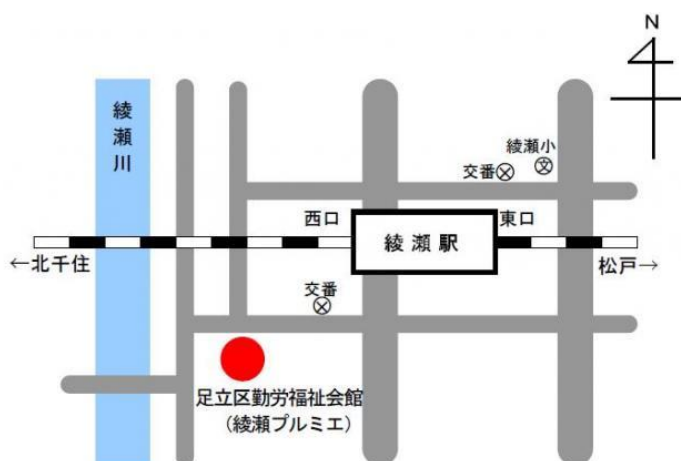 N
綾瀬川
綾瀬小
文
交番
西口
綾瀬駅
東口
←北千住
松戸→
交番
足立区勤労福祉会館
（綾瀬プルミエ）